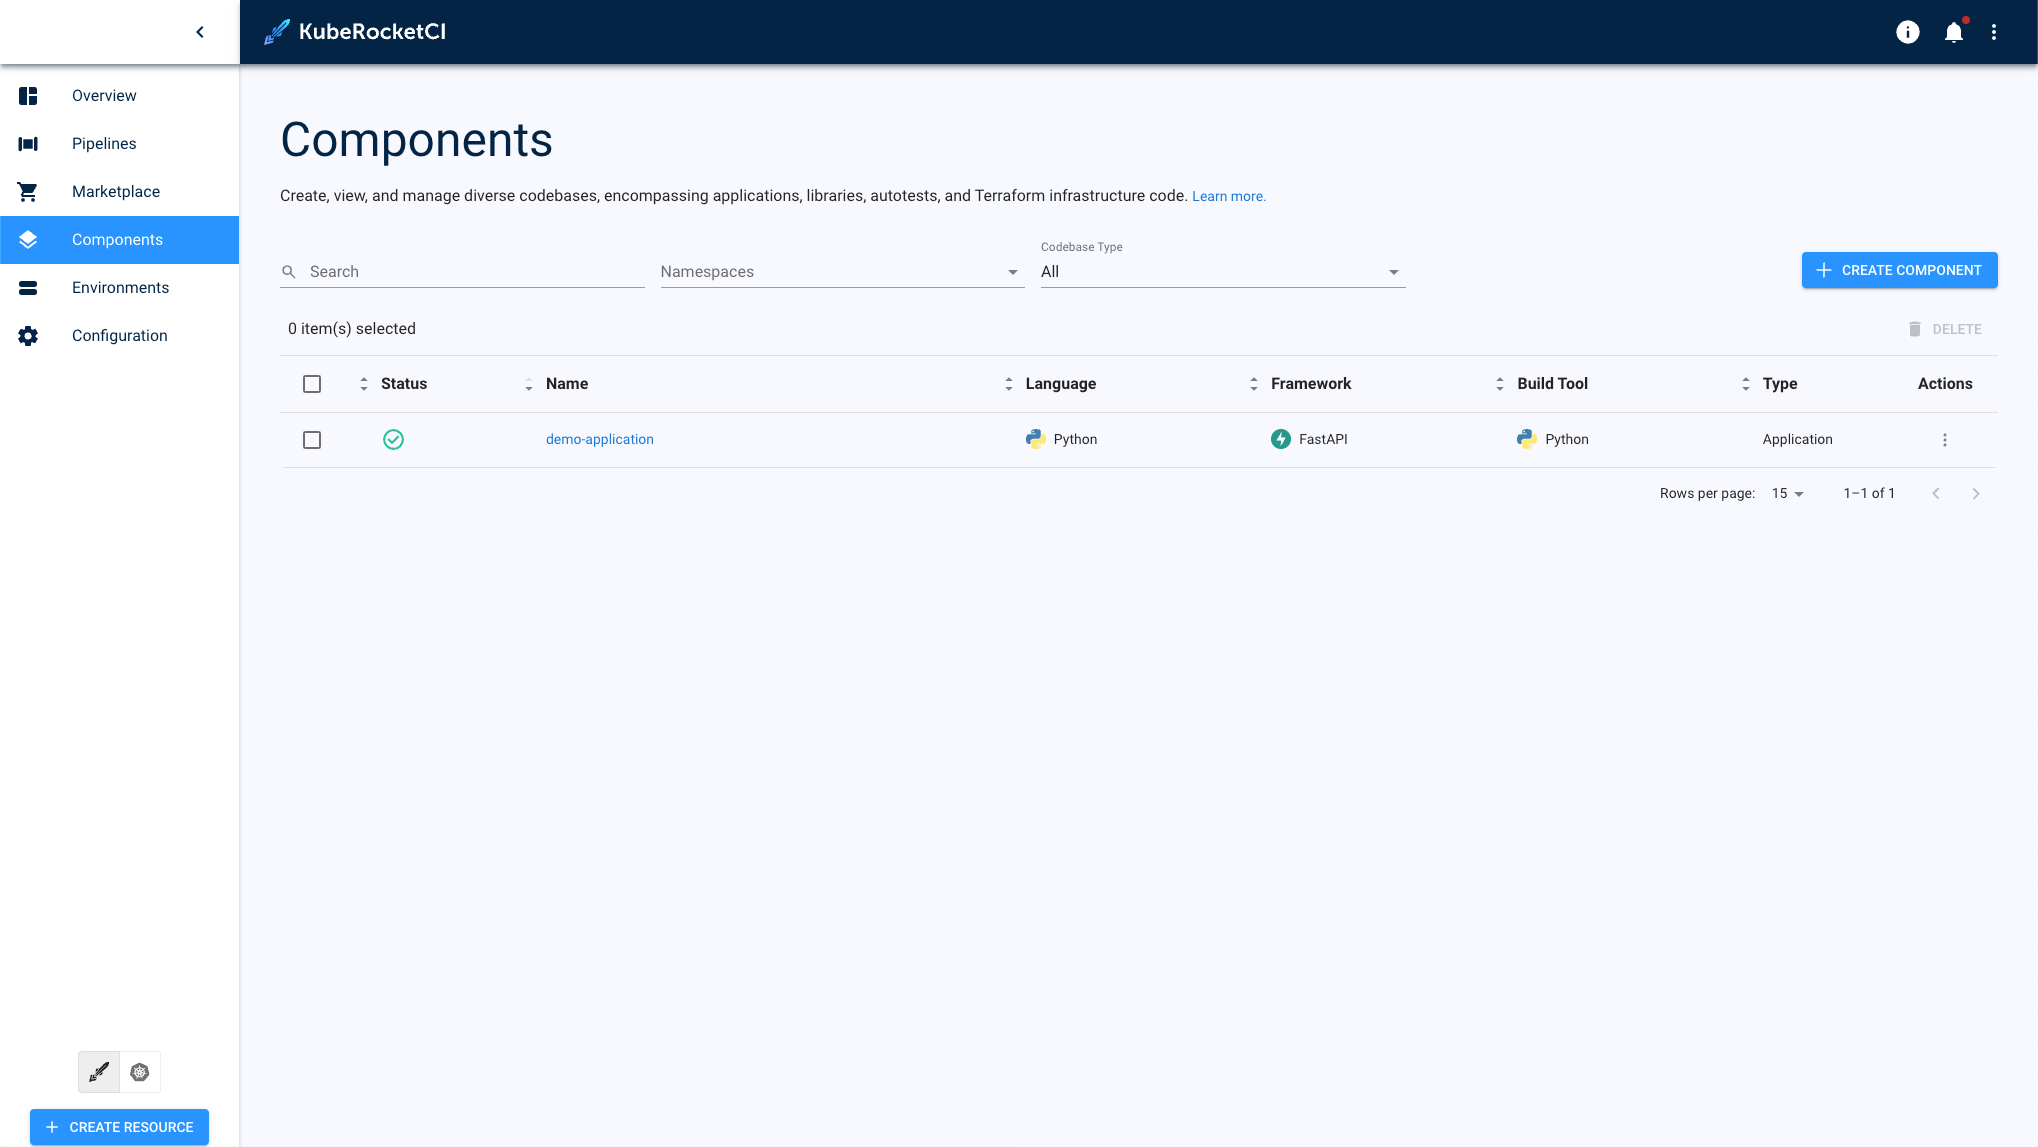 KubeRocketCI
Overview
Pipelines
Marketplace
Components
Environments
Configuration
CREATE RESOURCE
Components
Create, view, and manage diverse codebases, encompassing applications, libraries, autotests, and Terraform infrastructure code. Learn more.
Search
Namespaces
Codebase Type
All
CREATE COMPONENT
0 item(s) selected
DELETE
Status Name Language Framework Build Tool Type Actions
demo-application Python FastAPI Python Application
Rows per page: 15 1–1 of 1